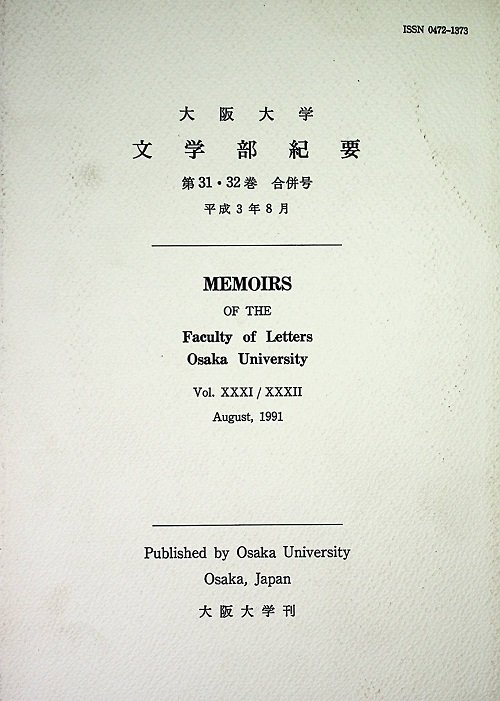 ISSN 0472-1373
大阪大学
文学部紀要
第31・32巻 合併号
平成3年8月
MEMOIRS
OF THE
Faculty of Letters
Osaka University
Vol. XXXI / XXXII
August, 1991
Published by Osaka University
Osaka, Japan
大阪大学刊